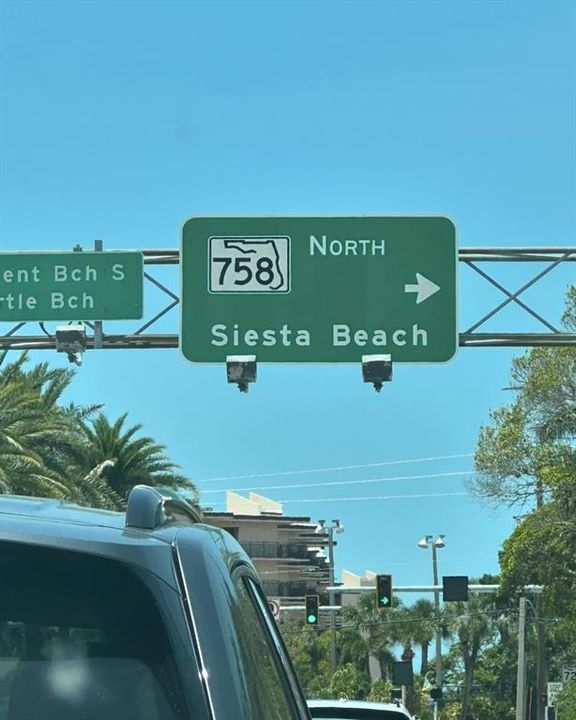 ent Bch S
rtle Bch
758
NORTH
Siesta Beach